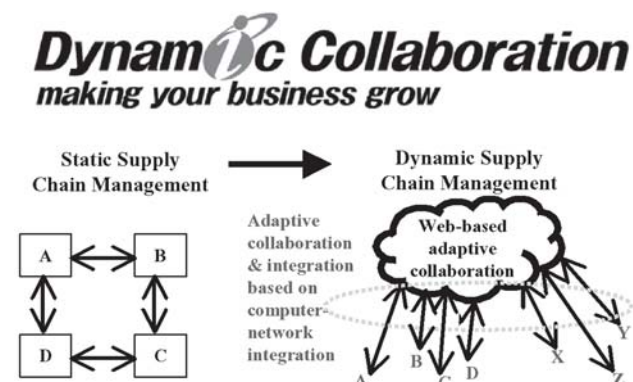 Dynamic Collaboration
making your business grow
Static Supply
Chain Management
Dynamic Supply
Chain Management
A
B
D
C
Adaptive
collaboration
& integration
based on
computer-
network
integration
Web-based
adaptive
collaboration
A
B
C
D
X
Z
Y